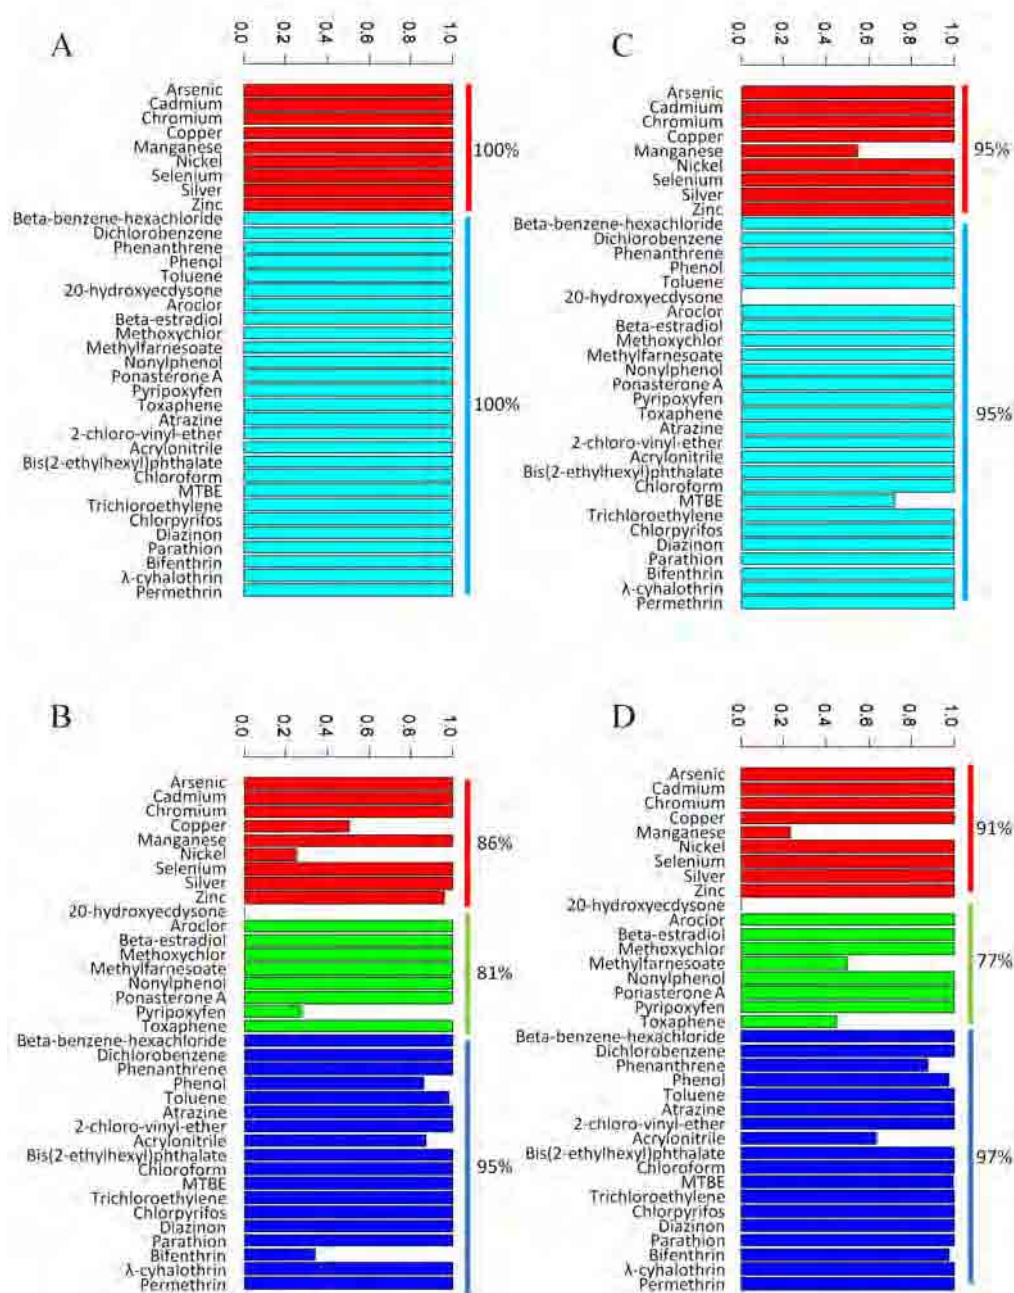 A
0.0 0.2 0.4 0.6 0.8 1.0
Arsenic
Cadmium
Chromium
Copper
Manganese
Nickel
Selenium
Silver
Zinc
100%
Beta-benzene-hexachloride
Dichlorobenzene
Phenanthrene
Phenol
Toluene
20-hydroxyecdysone
Aroclor
Beta-estradiol
Methoxychlor
Methylfarnesoate
Nonylphenol
Ponasterone A
Pyripoxyfen
Toxaphene
Atrazine
2-chloro-vinyl-ether
Acrylonitrile
Bis(2-ethylhexyl)phthalate
Chloroform
MTBE
Trichloroethylene
Chlorpyrifos
Diazinon
Parathion
Bifenthrin
λ-cyhalothrin
Permethrin
100%
C
0.0 0.2 0.4 0.6 0.8 1.0
Arsenic
Cadmium
Chromium
Copper
Manganese
Nickel
Selenium
Silver
Zinc
95%
Beta-benzene-hexachloride
Dichlorobenzene
Phenanthrene
Phenol
Toluene
20-hydroxyecdysone
Aroclor
Beta-estradiol
Methoxychlor
Methylfarnesoate
Nonylphenol
Ponasterone A
Pyripoxyfen
Toxaphene
Atrazine
2-chloro-vinyl-ether
Acrylonitrile
Bis(2-ethylhexyl)phthalate
Chloroform
MTBE
Trichloroethylene
Chlorpyrifos
Diazinon
Parathion
Bifenthrin
λ-cyhalothrin
Permethrin
95%
B
0.0 0.2 0.4 0.6 0.8 1.0
Arsenic
Cadmium
Chromium
Copper
Manganese
Nickel
Selenium
Silver
Zinc
86%
20-hydroxyecdysone
Aroclor
Beta-estradiol
Methoxychlor
Methylfarnesoate
Nonylphenol
Ponasterone A
Pyripoxyfen
Toxaphene
81%
Beta-benzene-hexachloride
Dichlorobenzene
Phenanthrene
Phenol
Toluene
Atrazine
2-chloro-vinyl-ether
Acrylonitrile
Bis(2-ethylhexyl)phthalate
Chloroform
MTBE
Trichloroethylene
Chlorpyrifos
Diazinon
Parathion
Bifenthrin
λ-cyhalothrin
Permethrin
95%
D
0.0 0.2 0.4 0.6 0.8 1.0
Arsenic
Cadmium
Chromium
Copper
Manganese
Nickel
Selenium
Silver
Zinc
91%
20-hydroxyecdysone
Aroclor
Beta-estradiol
Methoxychlor
Methylfarnesoate
Nonylphenol
Ponasterone A
Pyripoxyfen
Toxaphene
77%
Beta-benzene-hexachloride
Dichlorobenzene
Phenanthrene
Phenol
Toluene
Atrazine
2-chloro-vinyl-ether
Acrylonitrile
Bis(2-ethylhexyl)phthalate
Chloroform
MTBE
Trichloroethylene
Chlorpyrifos
Diazinon
Parathion
Bifenthrin
λ-cyhalothrin
Permethrin
97%